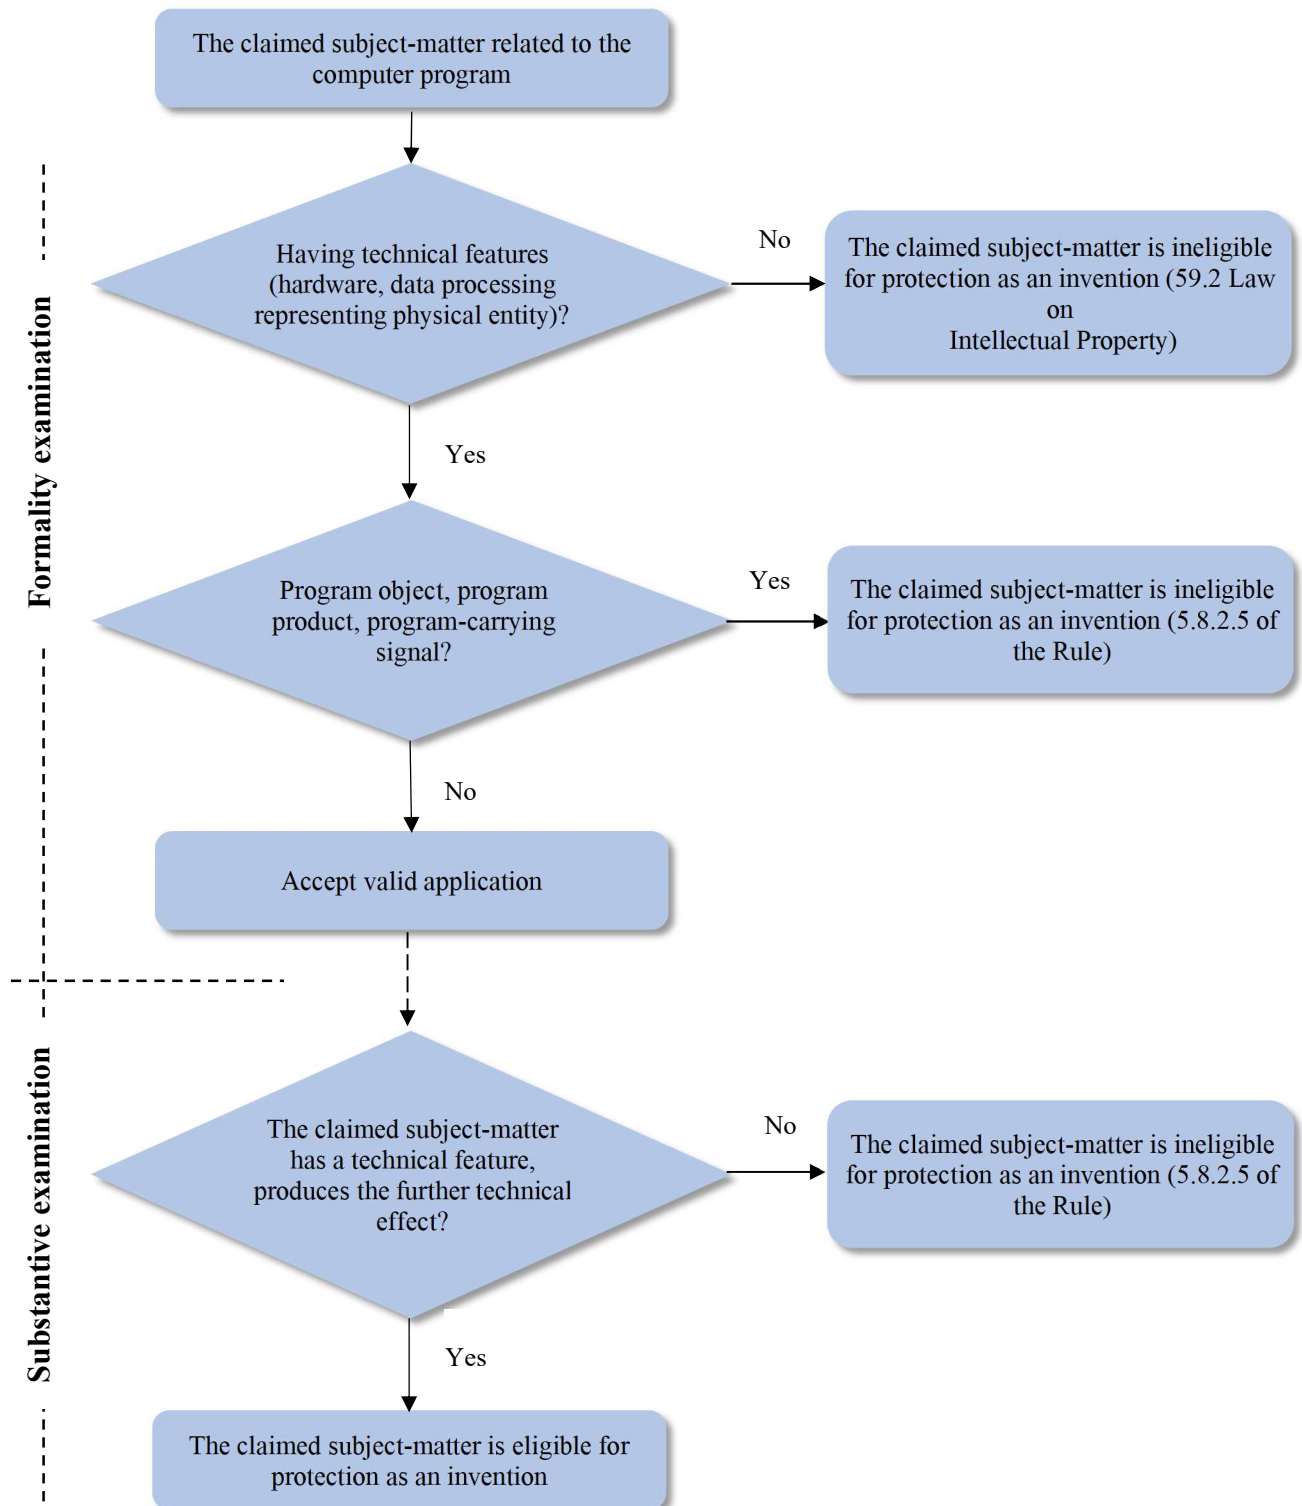 The claimed subject-matter related to the
computer program
Formality examination
Having technical features
(hardware, data processing
representing physical entity)?
No
The claimed subject-matter is ineligible
for protection as an invention (59.2 Law
on
Intellectual Property)
Yes
Program object, program
product, program-carrying
signal?
Yes
The claimed subject-matter is ineligible
for protection as an invention (5.8.2.5 of
the Rule)
No
Accept valid application
Substantive examination
The claimed subject-matter
has a technical feature,
produces the further technical
effect?
No
The claimed subject-matter is ineligible
for protection as an invention (5.8.2.5 of
the Rule)
Yes
The claimed subject-matter is eligible for
protection as an invention